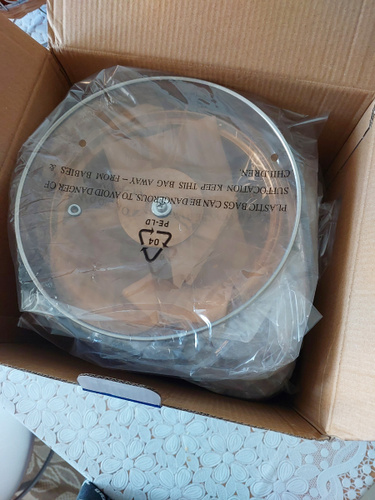 PLASTIC BAGS CAN BE DANGEROUS, TO AVOID DANGER OF
SUFFOCATION KEEP THIS BAG AWAY – FROM BABIES &
CHILDREN.
04
PE-LD